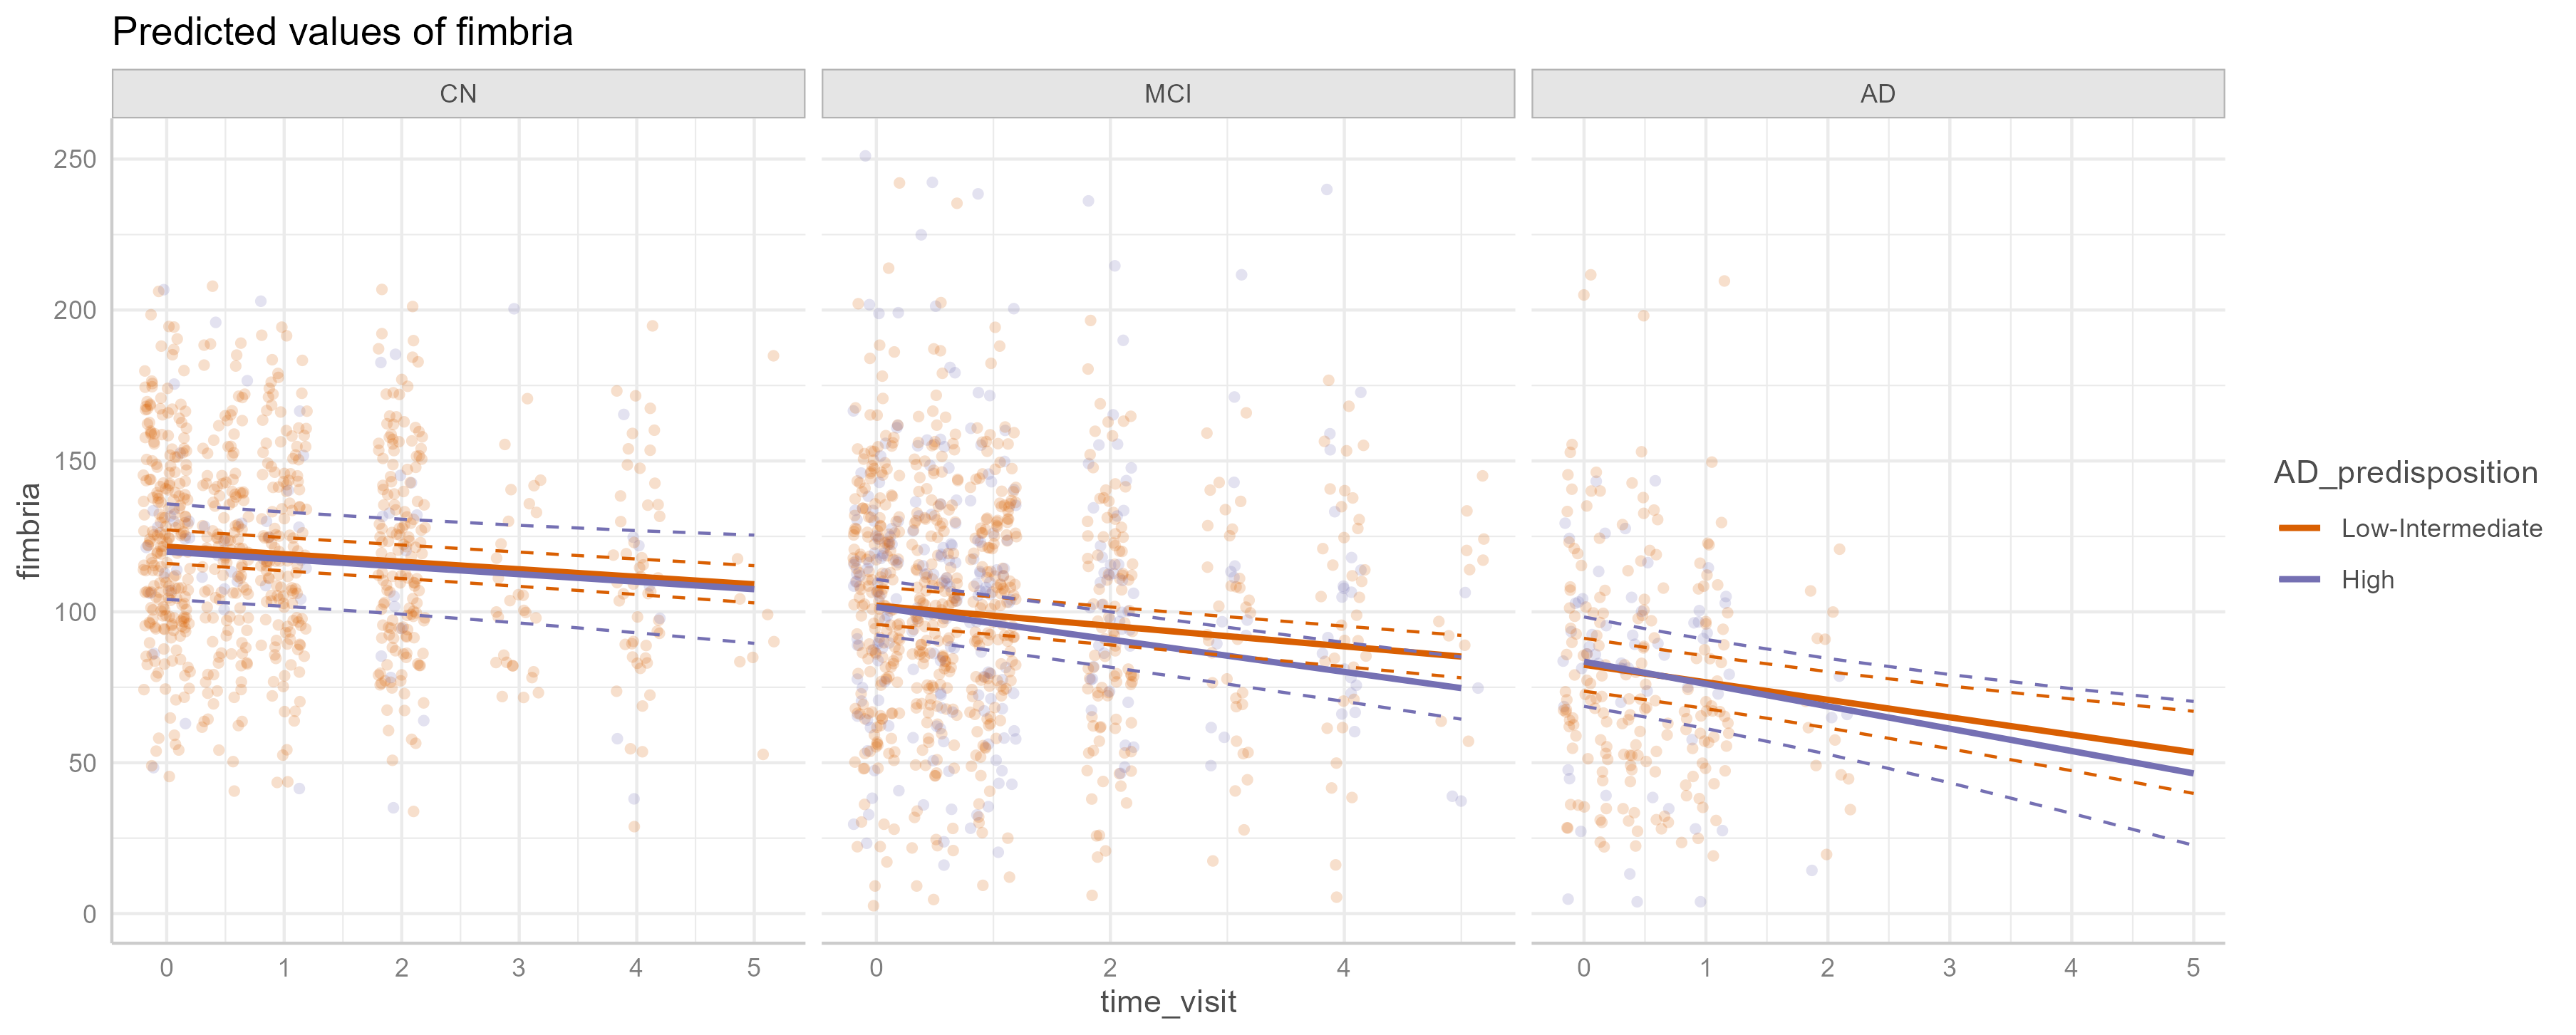 Predicted values of fimbria
CN
MCI
AD
250
200
150
100
50
0
fimbria
0 1 2 3 4 5
0 2 4
0 1 2 3 4 5
time_visit
AD_predisposition
Low-Intermediate
High